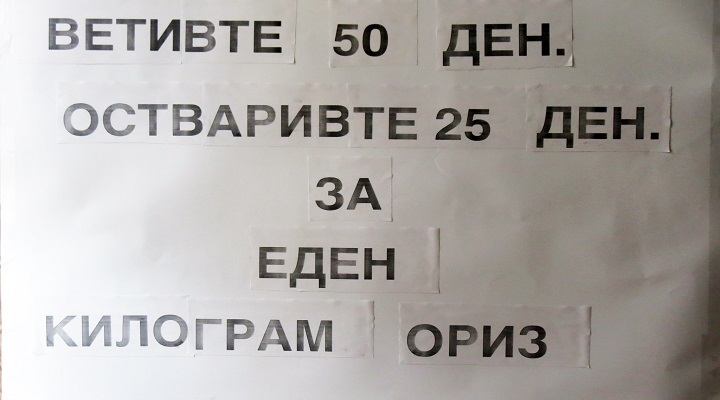 ВЕТИВТЕ 50 ДЕН.
ОСТВАРИВТЕ 25 ДЕН.
ЗА
ЕДЕН
КИЛОГРАМ ОРИЗ